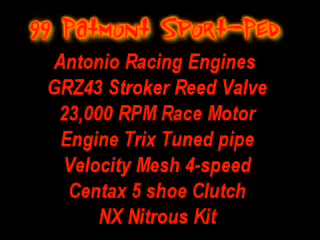 99 Patmont Sport-Ped
Antonio Racing Engines
GRZ43 Stroker Reed Valve
23,000 RPM Race Motor
Engine Trix Tuned pipe
Velocity Mesh 4-speed
Centax 5 shoe Clutch
NX Nitrous Kit